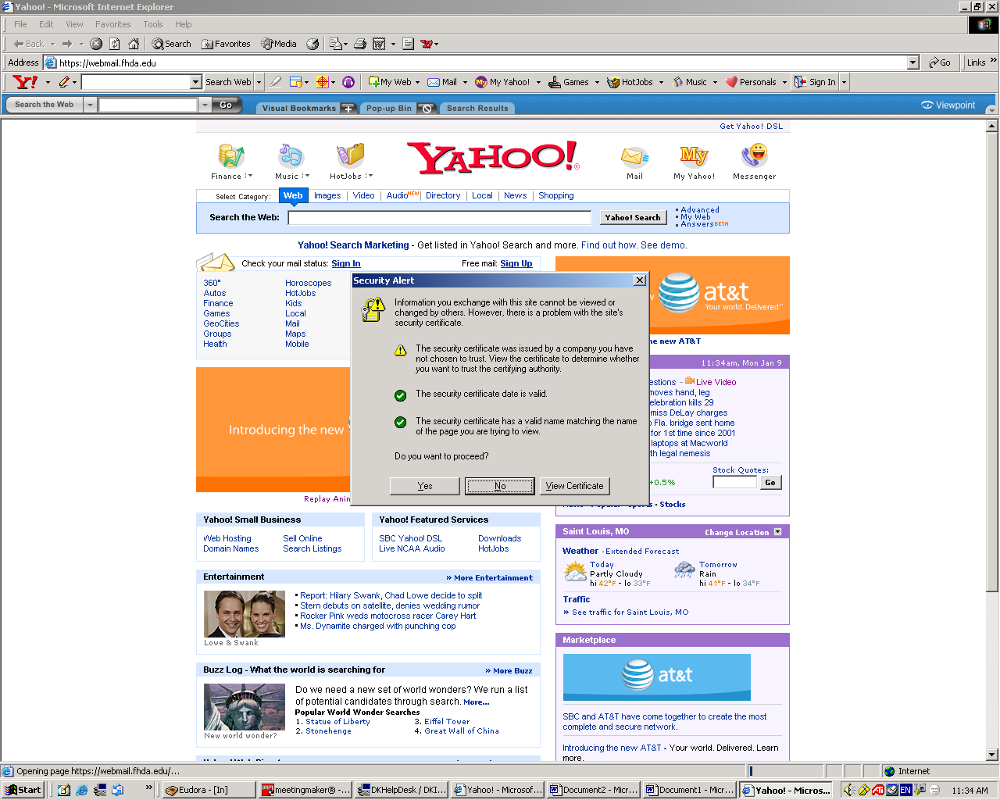 Yahoo! - Microsoft Internet Explorer
File Edit View Favorites Tools Help
Back Search Favorites Media
Address https://webmail.fhda.edu Go Links »
Y! Search Web My Web Mail My Yahoo! Games HotJobs Music Personals Sign In
Search the Web Go Visual Bookmarks Pop-up Bin Search Results Viewpoint
Get Yahoo! DSL
YAHOO!
Finance Music HotJobs Mail My Yahoo! Messenger
Select Category: Web Images Video Audio NEW Directory Local News Shopping
Search the Web: Yahoo! Search
Advanced
My Web
Answers BETA
Yahoo! Search Marketing - Get listed in Yahoo! Search and more. Find out how. See demo.
Check your mail status: Sign In Free mail: Sign Up
360° Horoscopes
Autos HotJobs
Finance Kids
Games Local
GeoCities Mail
Groups Maps
Health Mobile
Introducing the new
Security Alert
Information you exchange with this site cannot be viewed or
changed by others. However, there is a problem with the site's
security certificate.
The security certificate was issued by a company you have
not chosen to trust. View the certificate to determine whether
you want to trust the certifying authority.
The security certificate date is valid.
The security certificate has a valid name matching the name
of the page you are trying to view.
Do you want to proceed?
Yes No View Certificate
at&t
Your world. Delivered.
he new AT&T
11:34am, Mon Jan 9
estions - Live Video
moves hand, leg
elebration kills 29
miss DeLay charges
o Fla. bridge sent home
for 1st time since 2001
laptops at Macworld
th legal nemesis
Stock Quotes:
+0.5% Go
News · Popular · Sports · Stocks
Yahoo! Small Business
Web Hosting Sell Online
Domain Names Search Listings
Yahoo! Featured Services
SBC Yahoo! DSL Downloads
Live NCAA Audio HotJobs
Saint Louis, MO Change Location
Weather - Extended Forecast
Today
Partly Cloudy
hi 42°F - lo 33°F
Tomorrow
Rain
hi 41°F - lo 34°F
Traffic
» See traffic for Saint Louis, MO
Entertainment » More Entertainment
Report: Hilary Swank, Chad Lowe decide to split
Stern debuts on satellite, denies wedding rumor
Rocker Pink weds motocross racer Carey Hart
Ms. Dynamite charged with punching cop
Lowe & Swank
Marketplace
at&t
SBC and AT&T have come together to create the most
complete and secure network.
Introducing the new AT&T - Your world. Delivered. Learn
more.
Buzz Log - What the world is searching for » More Buzz
Do we need a new set of world wonders? We run a list
of potential candidates through search. More...
Popular World Wonder Searches
1. Statue of Liberty 3. Eiffel Tower
2. Stonehenge 4. Great Wall of China
New world wonder?
Opening page https://webmail.fhda.edu/... Internet
Start » Eudora - [In] meetingmaker® -... DKHelpDesk / DKI... Yahoo! - Microsof... Document2 - Micr... Document1 - Micr... Yahoo! - Micros... EN 11:34 AM